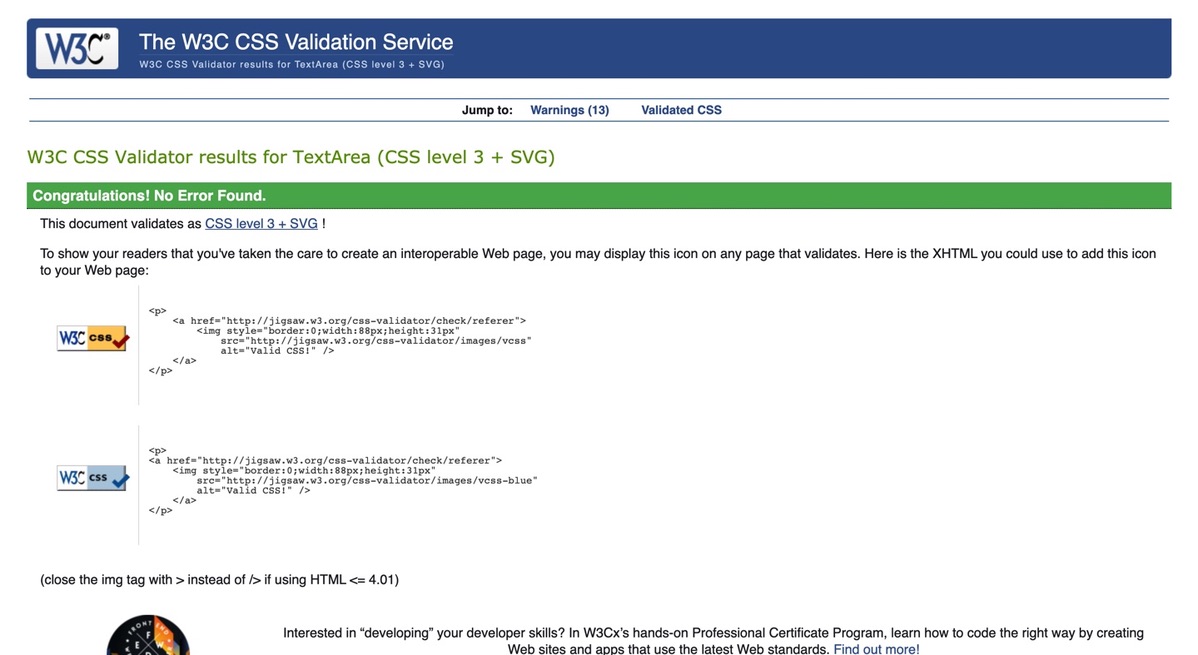 W3C®
The W3C CSS Validation Service
W3C CSS Validator results for TextArea (CSS level 3 + SVG)
Jump to: Warnings (13) Validated CSS
W3C CSS Validator results for TextArea (CSS level 3 + SVG)
Congratulations! No Error Found.
This document validates as CSS level 3 + SVG !
To show your readers that you've taken the care to create an interoperable Web page, you may display this icon on any page that validates. Here is the XHTML you could use to add this icon
to your Web page:
W3C css
<p>
<a href="http://jigsaw.w3.org/css-validator/check/referer">
<img style="border:0;width:88px;height:31px"
src="http://jigsaw.w3.org/css-validator/images/vcss"
alt="Valid CSS!" />
</a>
</p>
W3C css
<p>
<a href="http://jigsaw.w3.org/css-validator/check/referer">
<img style="border:0;width:88px;height:31px"
src="http://jigsaw.w3.org/css-validator/images/vcss-blue"
alt="Valid CSS!" />
</a>
</p>
(close the img tag with > instead of /> if using HTML <= 4.01)
FRONT END
F
E W
Interested in “developing” your developer skills? In W3Cx’s hands-on Professional Certificate Program, learn how to code the right way by creating
Web sites and apps that use the latest Web standards. Find out more!